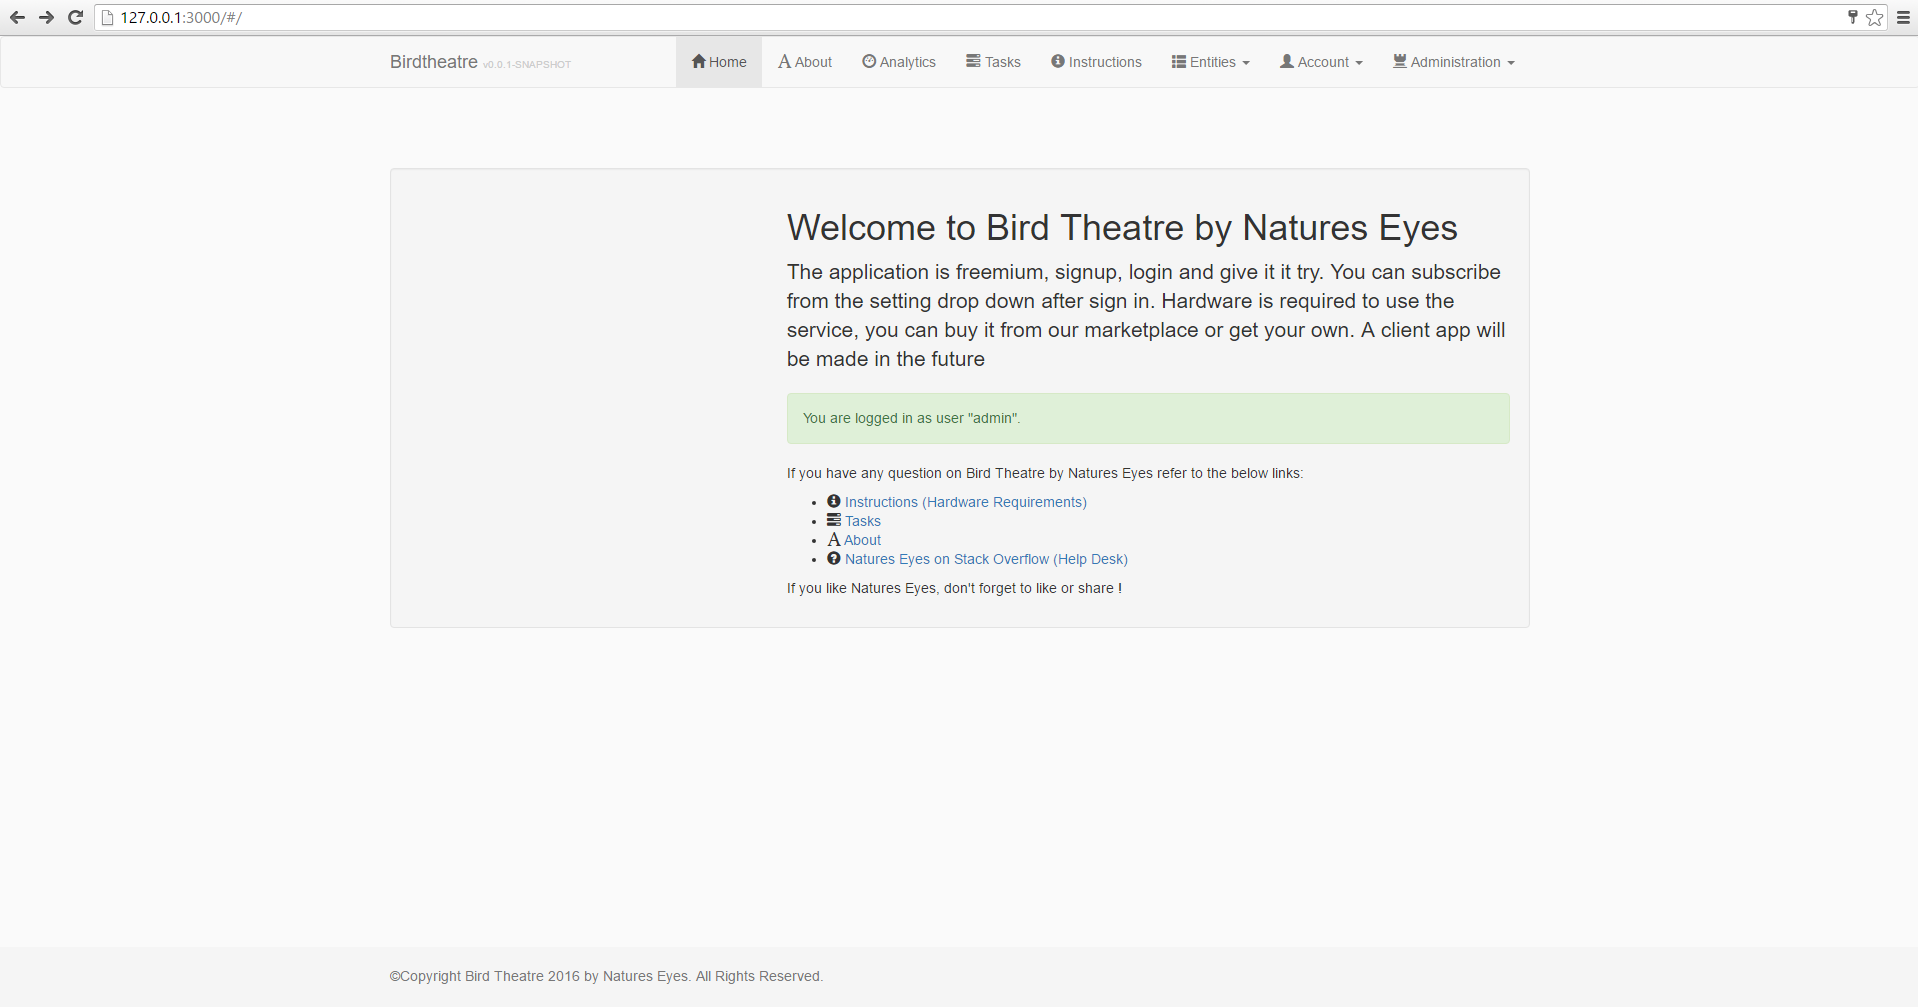 127.0.0.1:3000/#/
Birdtheatre v0.0.1-SNAPSHOT Home About Analytics Tasks Instructions Entities Account Administration
Welcome to Bird Theatre by Natures Eyes
The application is freemium, signup, login and give it it try. You can subscribe
from the setting drop down after sign in. Hardware is required to use the
service, you can buy it from our marketplace or get your own. A client app will
be made in the future
You are logged in as user "admin".
If you have any question on Bird Theatre by Natures Eyes refer to the below links:
Instructions (Hardware Requirements)
Tasks
About
Natures Eyes on Stack Overflow (Help Desk)
If you like Natures Eyes, don't forget to like or share !
©Copyright Bird Theatre 2016 by Natures Eyes. All Rights Reserved.